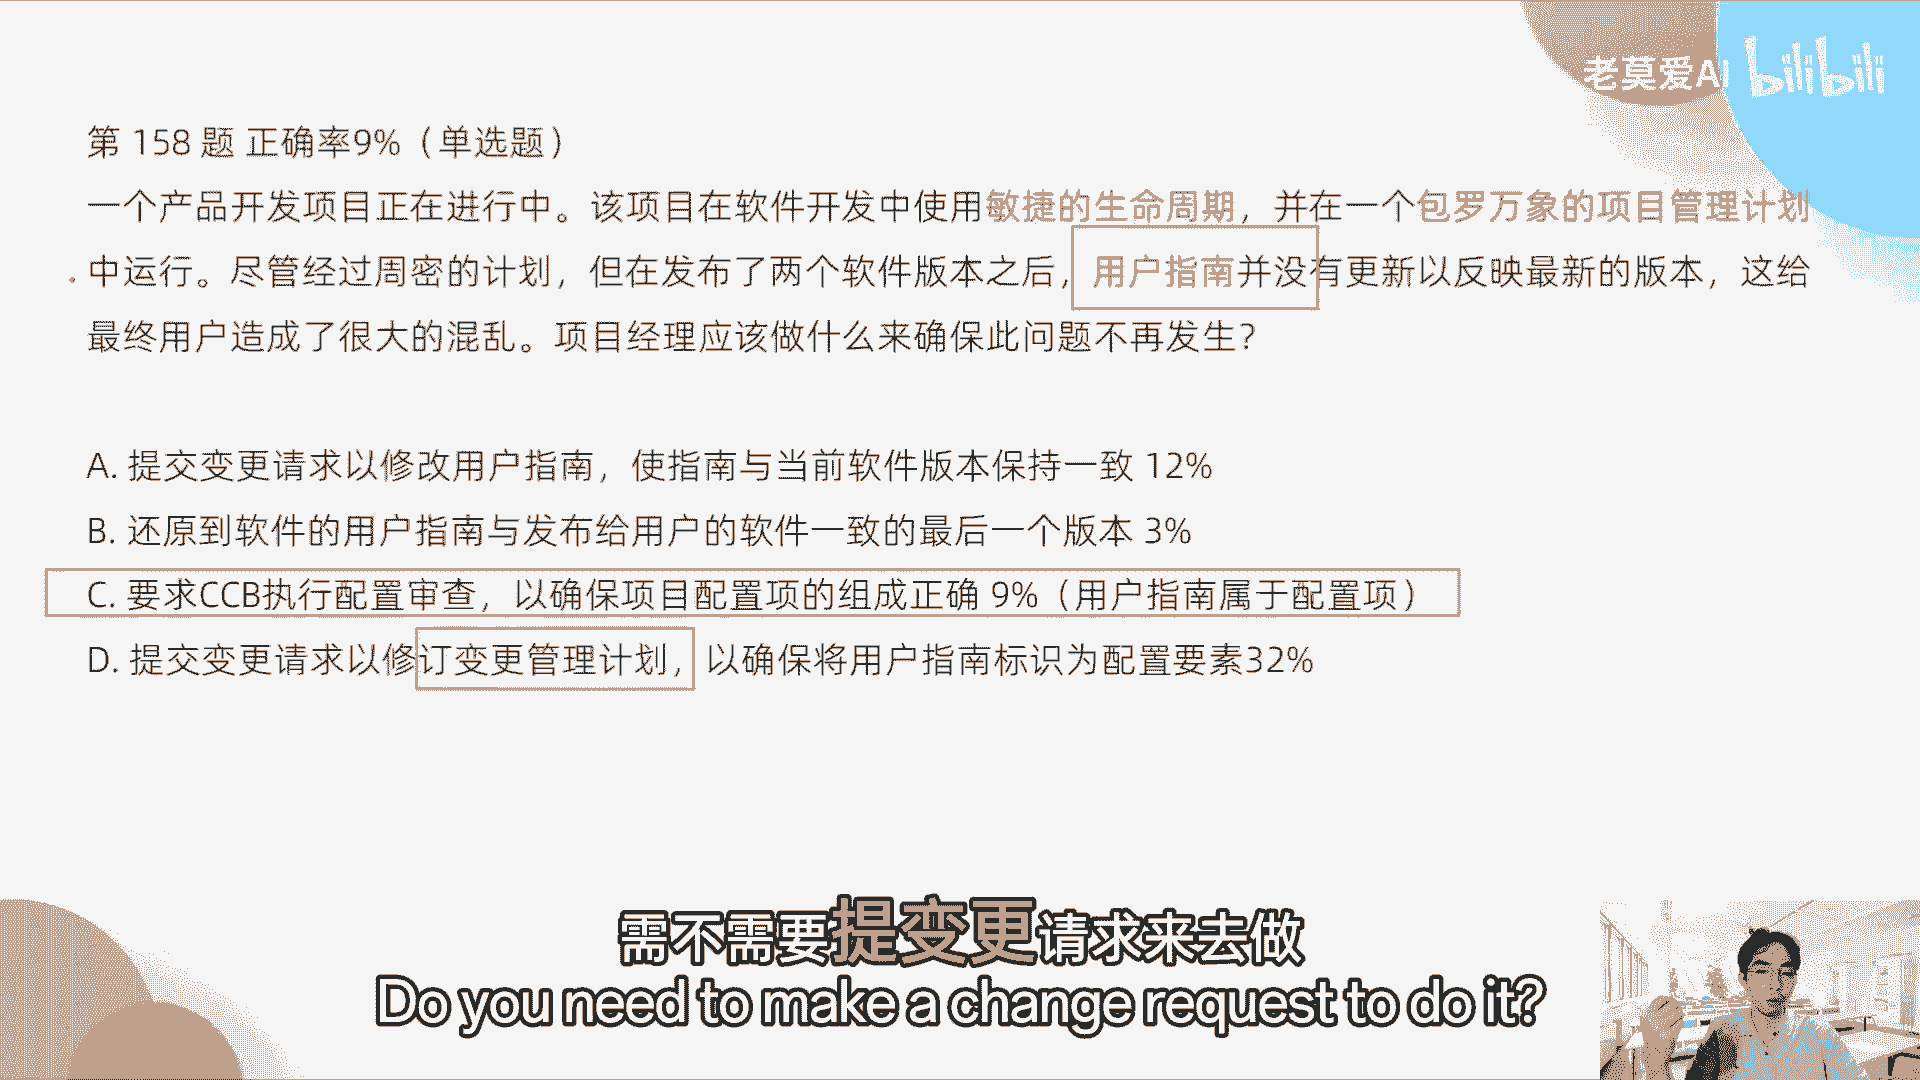 老莫爱AI bilibili
第 158 题 正确率9%（单选题）
一个产品开发项目正在进行中。该项目在软件开发中使用敏捷的生命周期，并在一个包罗万象的项目管理计划
中运行。尽管经过周密的计划，但在发布了两个软件版本之后，用户指南并没有更新以反映最新的版本，这给
最终用户造成了很大的混乱。项目经理应该做什么来确保此问题不再发生？
A. 提交变更请求以修改用户指南，使指南与当前软件版本保持一致 12%
B. 还原到软件的用户指南与发布给用户的软件一致的最后一个版本 3%
C. 要求CCB执行配置审查，以确保项目配置项的组成正确 9%（用户指南属于配置项）
D. 提交变更请求以修订变更管理计划，以确保将用户指南标识为配置要素32%
需不需要提变更请求来去做
Do you need to make a change request to do it?